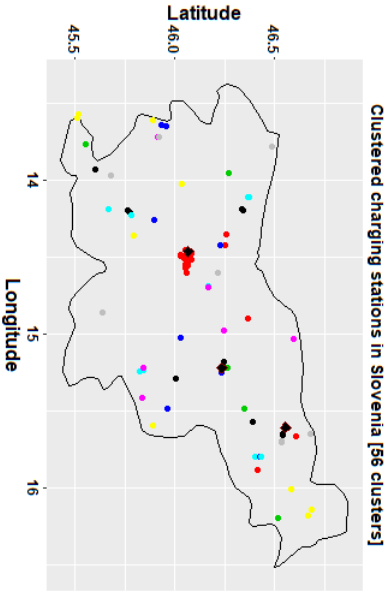 Clustered charging stations in Slovenia [56 clusters]
Latitude
46.5
46.0
45.5
14
15
16
Longitude